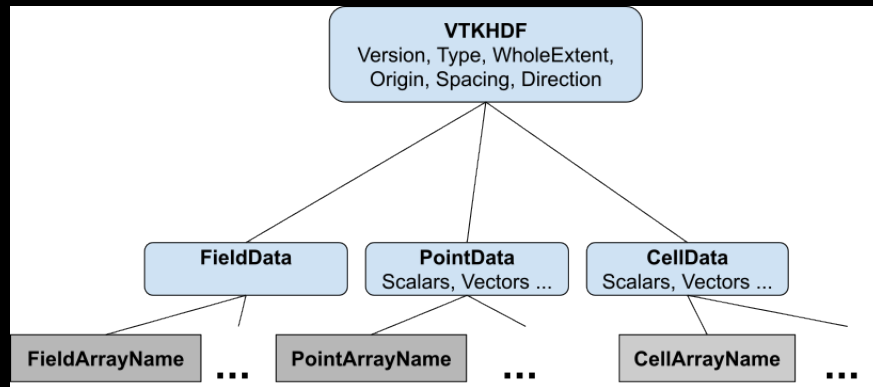 VTKHDF
Version, Type, WholeExtent,
Origin, Spacing, Direction
FieldData
PointData
Scalars, Vectors ...
CellData
Scalars, Vectors ...
FieldArrayName
...
PointArrayName
...
CellArrayName
...